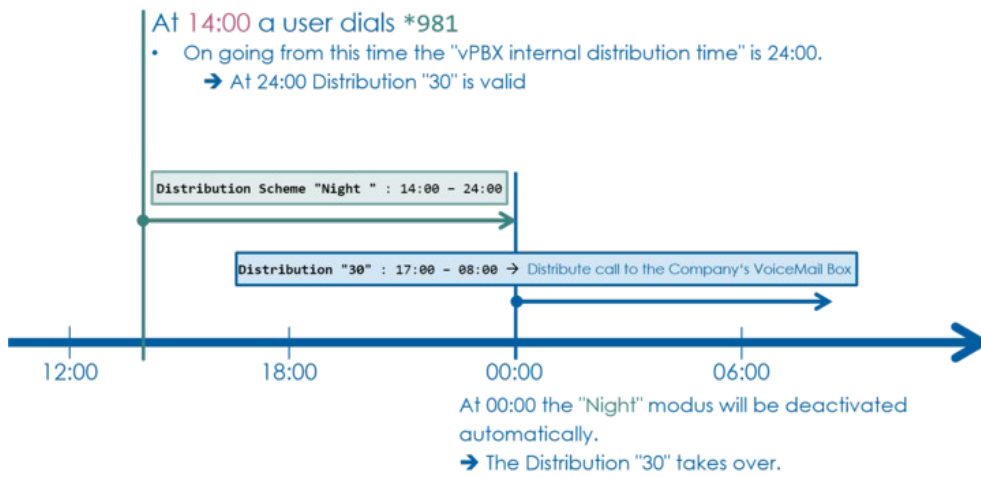 At 14:00 a user dials *981
• On going from this time the "vPBX internal distribution time" is 24:00.
➔ At 24:00 Distribution "30" is valid
Distribution Scheme "Night " : 14:00 – 24:00
Distribution "30" : 17:00 – 08:00 → Distribute call to the Company's VoiceMail Box
12:00 18:00 00:00 06:00
At 00:00 the "Night" modus will be deactivated
automatically.
➔ The Distribution "30" takes over.